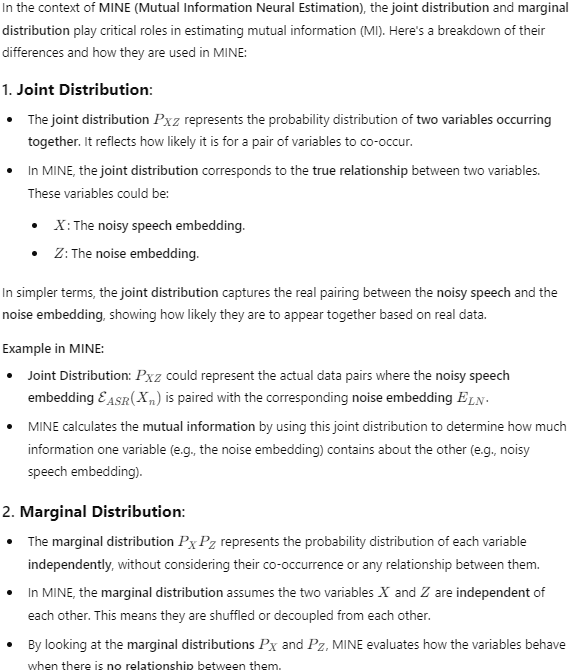 In the context of MINE (Mutual Information Neural Estimation), the joint distribution and marginal
distribution play critical roles in estimating mutual information (MI). Here's a breakdown of their
differences and how they are used in MINE:
1. Joint Distribution:
• The joint distribution P_{XZ} represents the probability distribution of two variables occurring
together. It reflects how likely it is for a pair of variables to co-occur.
• In MINE, the joint distribution corresponds to the true relationship between two variables.
These variables could be:
• X: The noisy speech embedding.
• Z: The noise embedding.
In simpler terms, the joint distribution captures the real pairing between the noisy speech and the
noise embedding, showing how likely they are to appear together based on real data.
Example in MINE:
• Joint Distribution: P_{XZ} could represent the actual data pairs where the noisy speech
embedding ℰ_{ASR}(X_n) is paired with the corresponding noise embedding E_{LN}.
• MINE calculates the mutual information by using this joint distribution to determine how much
information one variable (e.g., the noise embedding) contains about the other (e.g., noisy
speech embedding).
2. Marginal Distribution:
• The marginal distribution P_X P_Z represents the probability distribution of each variable
independently, without considering their co-occurrence or any relationship between them.
• In MINE, the marginal distribution assumes the two variables X and Z are independent of
each other. This means they are shuffled or decoupled from each other.
• By looking at the marginal distributions P_X and P_Z, MINE evaluates how the variables behave
when there is no relationship between them.